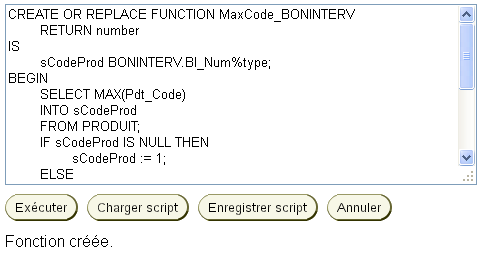 CREATE OR REPLACE FUNCTION MaxCode_BONINTERV
RETURN number
IS
sCodeProd BONINTERV.BI_Num%type;
BEGIN
SELECT MAX(Pdt_Code)
INTO sCodeProd
FROM PRODUIT;
IF sCodeProd IS NULL THEN
sCodeProd := 1;
ELSE
Exécuter Charger script Enregistrer script Annuler
Fonction créée.